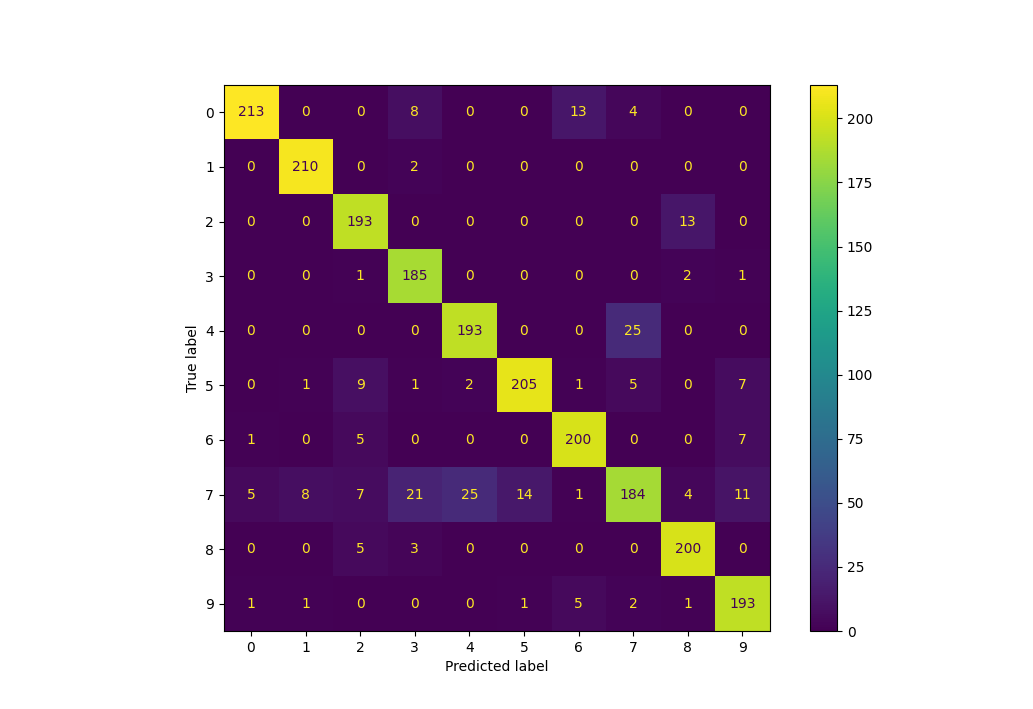 0 213 0 0 8 0 0 13 4 0 0
1 0 210 0 2 0 0 0 0 0 0
2 0 0 193 0 0 0 0 0 13 0
3 0 0 1 185 0 0 0 0 2 1
4 0 0 0 0 193 0 0 25 0 0
5 0 1 9 1 2 205 1 5 0 7
6 1 0 5 0 0 0 200 0 0 7
7 5 8 7 21 25 14 1 184 4 11
8 0 0 5 3 0 0 0 0 200 0
9 1 1 0 0 0 1 5 2 1 193
0 1 2 3 4 5 6 7 8 9
Predicted label
True label
200
175
150
125
100
75
50
25
0